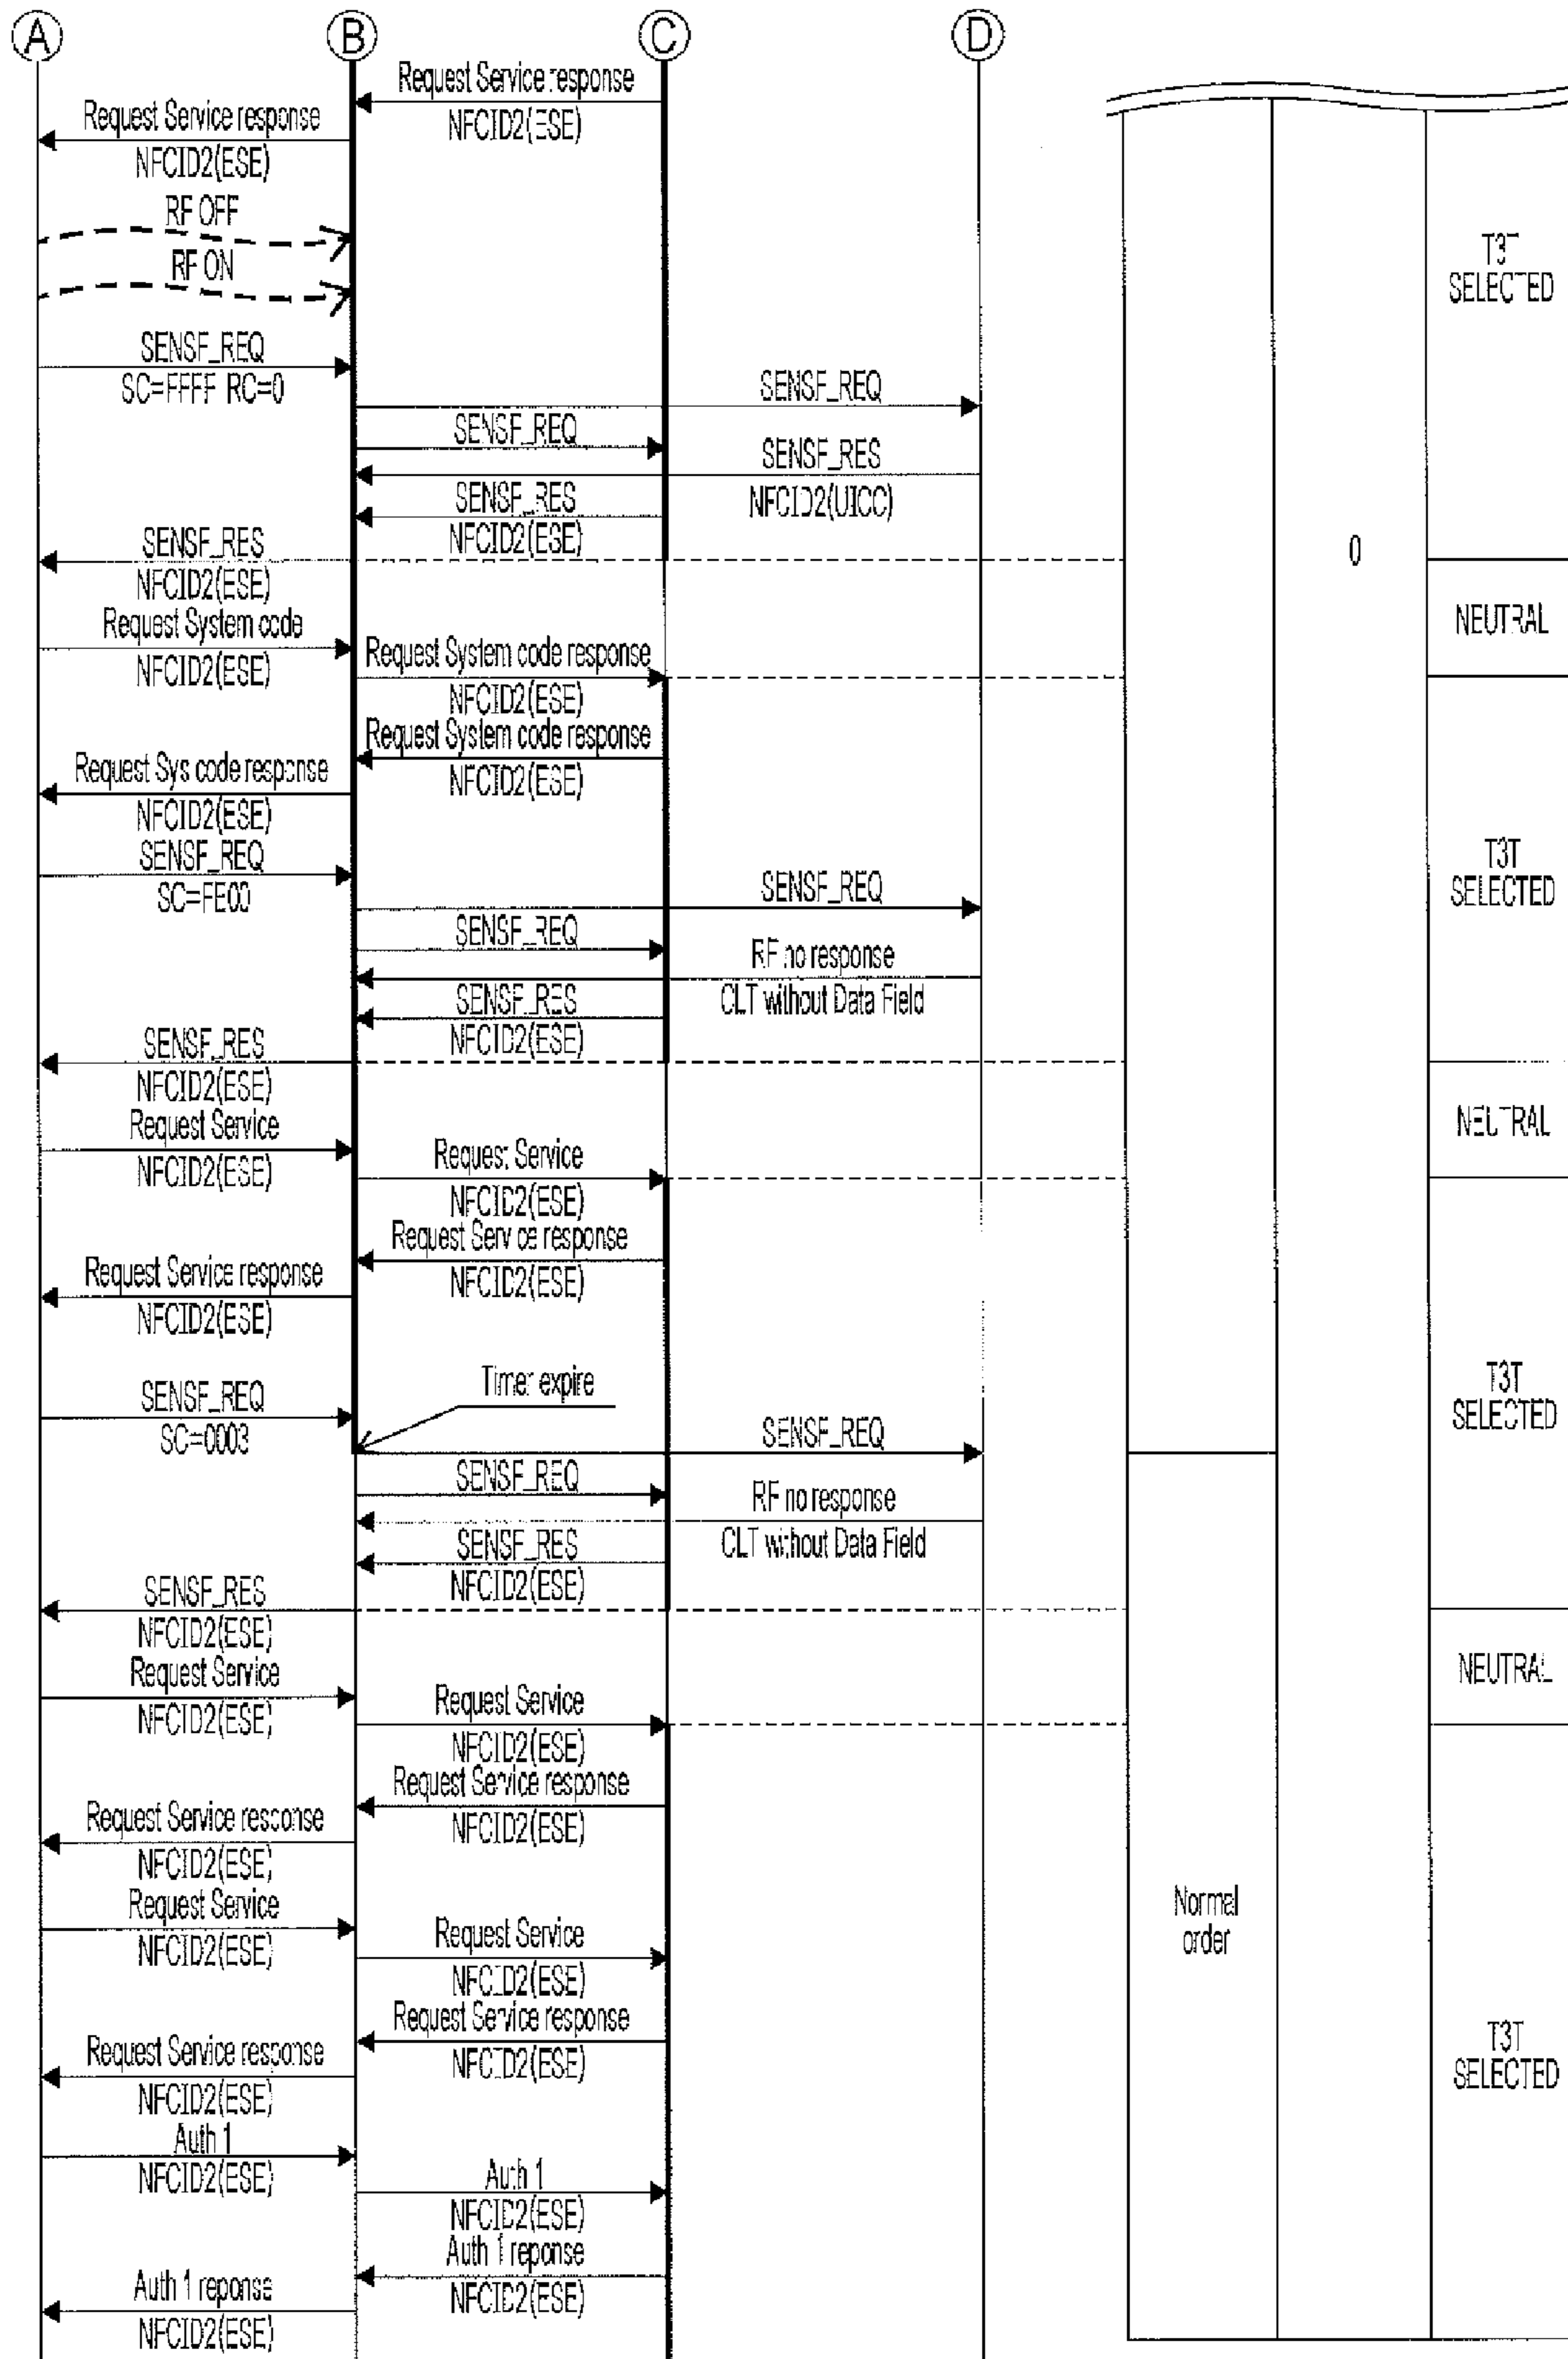 A
B
C
D
Request Service response
NFCID2(ESE)
Request Service response
NFCID2(ESE)
RF OFF
RF ON
T3T
SELECTED
SENSF_REQ
SC=FFFF RC=0
SENSF_REQ
SENSF_REQ
SENSF_RES
NFCID2(UICC)
SENSF_RES
NFCID2(ESE)
SENSF_RES
NFCID2(ESE)
0
Request System code
NFCID2(ESE)
NEUTRAL
Request System code response
NFCID2(ESE)
Request System code response
NFCID2(ESE)
Request Sys code response
NFCID2(ESE)
SENSF_REQ
SC=FE00
T3T
SELECTED
SENSF_REQ
SENSF_REQ
RF no response
CLT without Data Field
SENSF_RES
NFCID2(ESE)
SENSF_RES
NFCID2(ESE)
Request Service
NFCID2(ESE)
NEUTRAL
Request Service
NFCID2(ESE)
Request Service response
NFCID2(ESE)
Request Service response
NFCID2(ESE)
Timer expire
SENSF_REQ
SC=0003
T3T
SELECTED
SENSF_REQ
SENSF_REQ
RF no response
CLT without Data Field
SENSF_RES
NFCID2(ESE)
SENSF_RES
NFCID2(ESE)
Request Service
NFCID2(ESE)
NEUTRAL
Request Service
NFCID2(ESE)
Request Service response
NFCID2(ESE)
Request Service response
NFCID2(ESE)
Request Service
NFCID2(ESE)
Normal
order
Request Service
NFCID2(ESE)
Request Service response
NFCID2(ESE)
Request Service response
NFCID2(ESE)
T3T
SELECTED
Auth 1
NFCID2(ESE)
Auth 1
NFCID2(ESE)
Auth 1 reponse
NFCID2(ESE)
Auth 1 reponse
NFCID2(ESE)